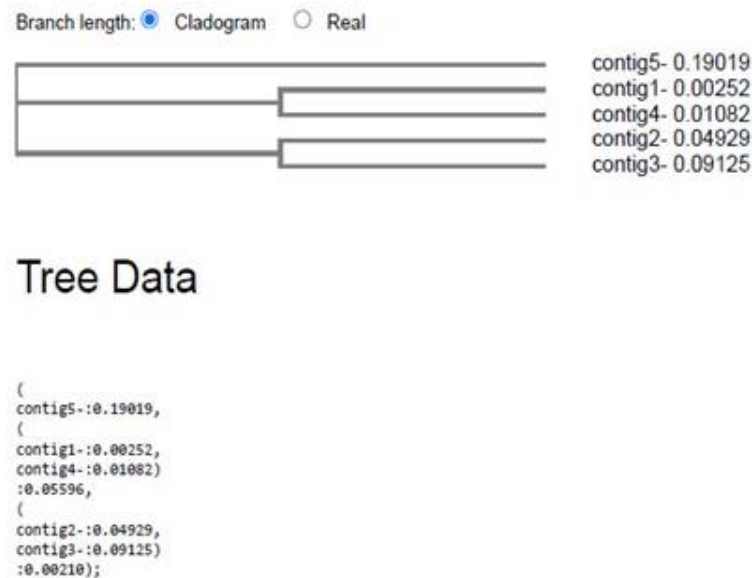 Branch length: Cladogram Real
contig5- 0.19019
contig1- 0.00252
contig4- 0.01082
contig2- 0.04929
contig3- 0.09125
Tree Data
(
contig5-:0.19019,
(
contig1-:0.00252,
contig4-:0.01082)
:0.05596,
(
contig2-:0.04929,
contig3-:0.09125)
:0.00210);